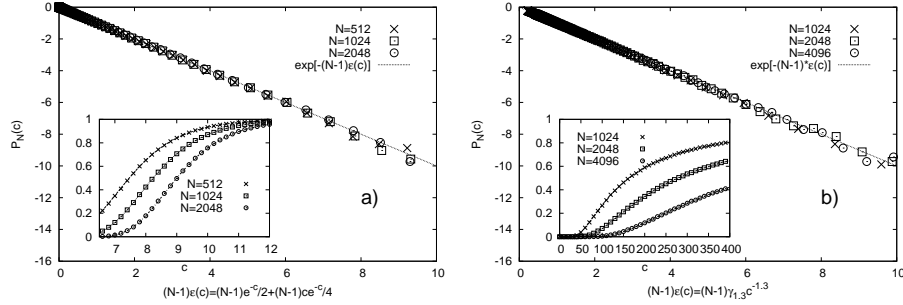 0
-2
-4
-6
-8
-10
-12
-14
-16
P_N(c)
N=512
N=1024
N=2048
exp[-(N-1)ε(c)]
1
0.8
0.6
0.4
0.2
0
N=512
N=1024
N=2048
7 8 9 10 11 12
a)
0 2 4 6 8 10
c
(N-1)ε(c)=(N-1)e^{-c}/2+(N-1)ce^{-c}/4
0
-2
-4
-6
-8
-10
-12
-14
-16
P_N(c)
N=1024
N=2048
N=4096
exp[-(N-1)*ε(c)]
1
0.8
0.6
0.4
0.2
0
N=1024
N=2048
N=4096
0 50 100 150 200 250 300 350 400
b)
0 2 4 6 8 10
c
(N-1)ε(c)=(N-1)γ_{1.3}c^{-1.3}